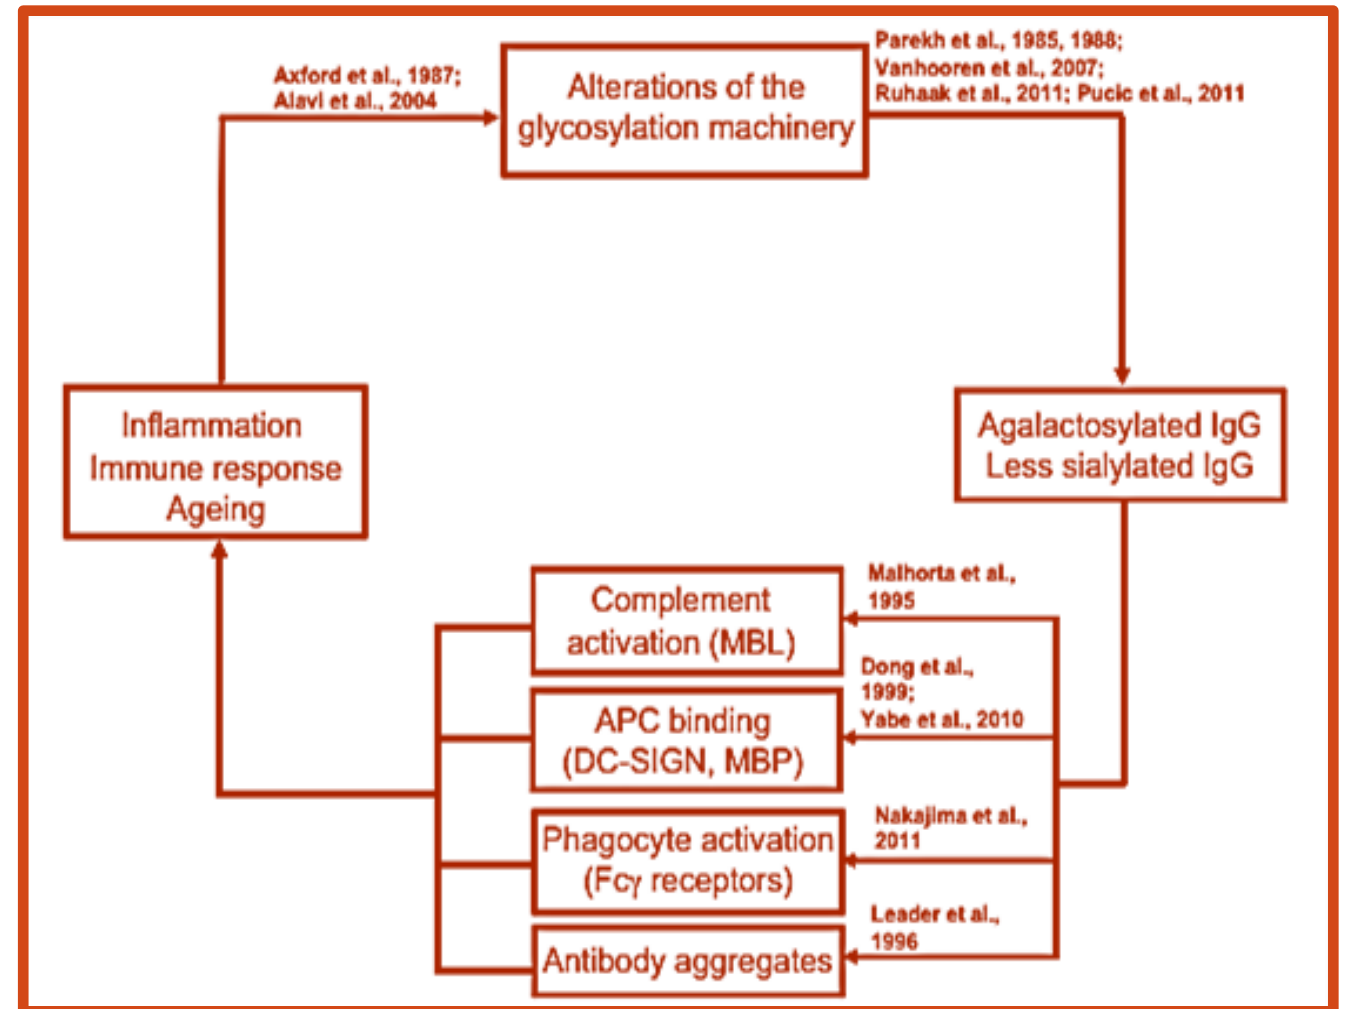 Axford et al., 1987;
Alavi et al., 2004
Alterations of the
glycosylation machinery
Parekh et al., 1985, 1988;
Vanhooren et al., 2007;
Ruhaak et al., 2011; Pucic et al., 2011
Inflammation
Immune response
Ageing
Agalactosylated IgG
Less sialylated IgG
Complement
activation (MBL)
Malhorta et al.,
1995
APC binding
(DC-SIGN, MBP)
Dong et al.,
1999;
Yabe et al., 2010
Phagocyte activation
(Fcγ receptors)
Nakajima et al.,
2011
Antibody aggregates
Leader et al.,
1996